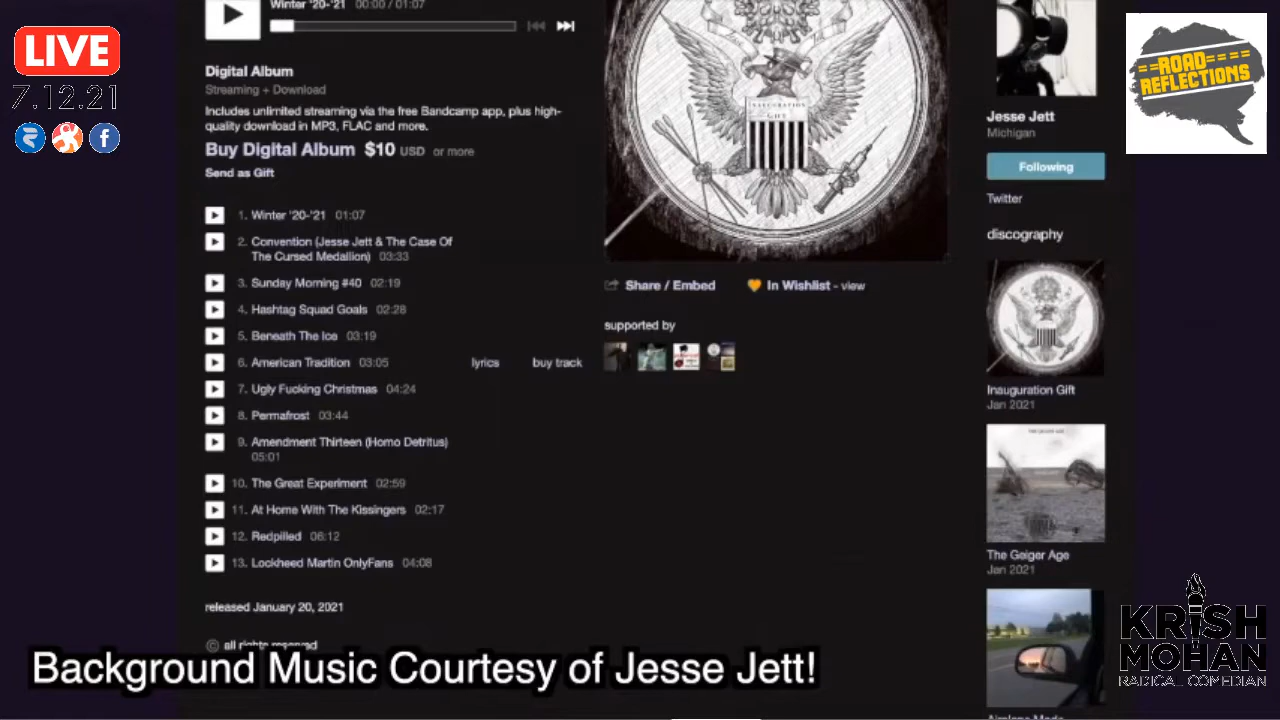 LIVE
7.12.21
Winter '20-'21 00:00 / 01:07
Digital Album
Streaming + Download
Includes unlimited streaming via the free Bandcamp app, plus high-
quality download in MP3, FLAC and more.
Buy Digital Album $10 USD or more
Send as Gift
1. Winter '20-'21 01:07
2. Convention (Jesse Jett & The Case Of
The Cursed Medallion) 03:33
3. Sunday Morning #40 02:19
4. Hashtag Squad Goals 02:28
5. Beneath The Ice 03:19
6. American Tradition 03:05 lyrics buy track
7. Ugly Fucking Christmas 04:24
8. Permafrost 03:44
9. Amendment Thirteen (Homo Detritus)
05:01
10. The Great Experiment 02:59
11. At Home With The Kissingers 02:17
12. Redpilled 06:12
13. Lockheed Martin OnlyFans 04:08
released January 20, 2021
© all rights reserved
INAUGURATION
GIFT
Share / Embed
In Wishlist - view
supported by
Jesse Jett
Michigan
Following
Twitter
discography
Inauguration Gift
Jan 2021
The Geiger Age
Jan 2021
Airplane Mode
==ROAD====
REFLECTIONS
KRISH
MOHAN
RADICAL COMEDIAN
Background Music Courtesy of Jesse Jett!